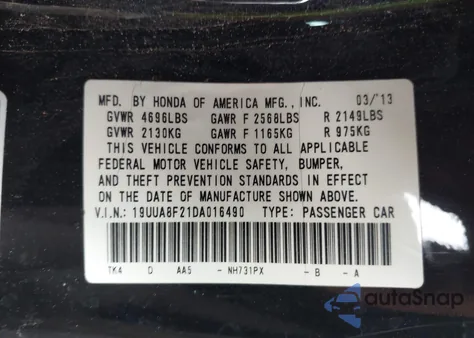 MFD. BY HONDA OF AMERICA MFG., INC. 03/13
GVWR 4696LBS GAWR F 2568LBS R 2149LBS
GVWR 2130KG GAWR F 1165KG R 975KG
THIS VEHICLE CONFORMS TO ALL APPLICABLE
FEDERAL MOTOR VEHICLE SAFETY, BUMPER,
AND THEFT PREVENTION STANDARDS IN EFFECT
ON THE DATE OF MANUFACTURE SHOWN ABOVE.
V.I.N.: 19UUA8F21DA016490 TYPE: PASSENGER CAR
TK4 D AA5 - NH731PX - B - A
autoSnap